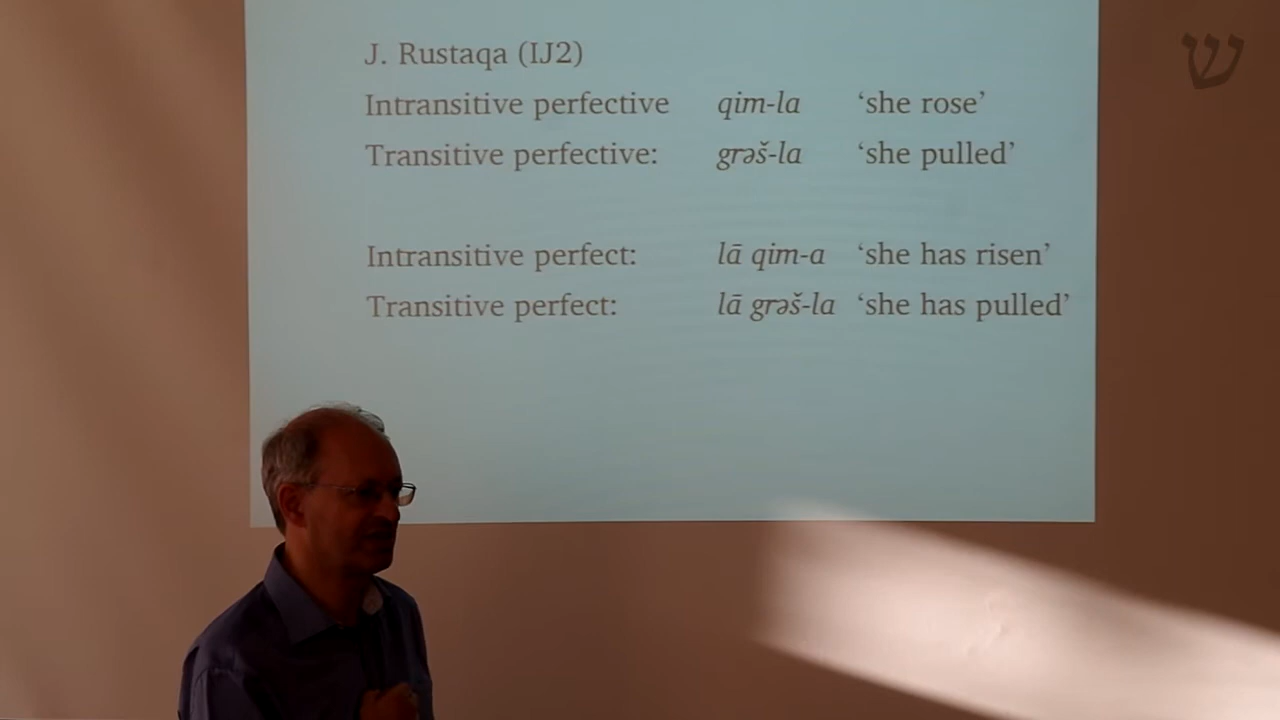 J. Rustaqa (IJ2)
Intransitive perfective qim-la ‘she rose’
Transitive perfective: grəš-la ‘she pulled’
Intransitive perfect: lā qim-a ‘she has risen’
Transitive perfect: lā grəš-la ‘she has pulled’
ש